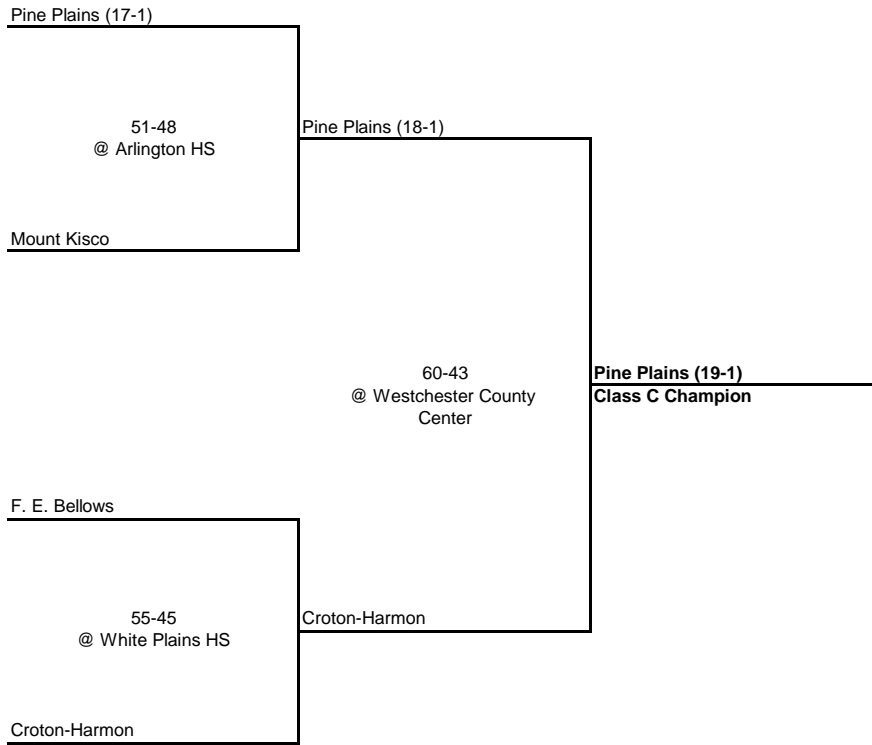 Pine Plains (17-1)
51-48
@ Arlington HS
Pine Plains (18-1)
Mount Kisco
60-43
@ Westchester County
Center
Pine Plains (19-1)
Class C Champion
F. E. Bellows
55-45
@ White Plains HS
Croton-Harmon
Croton-Harmon